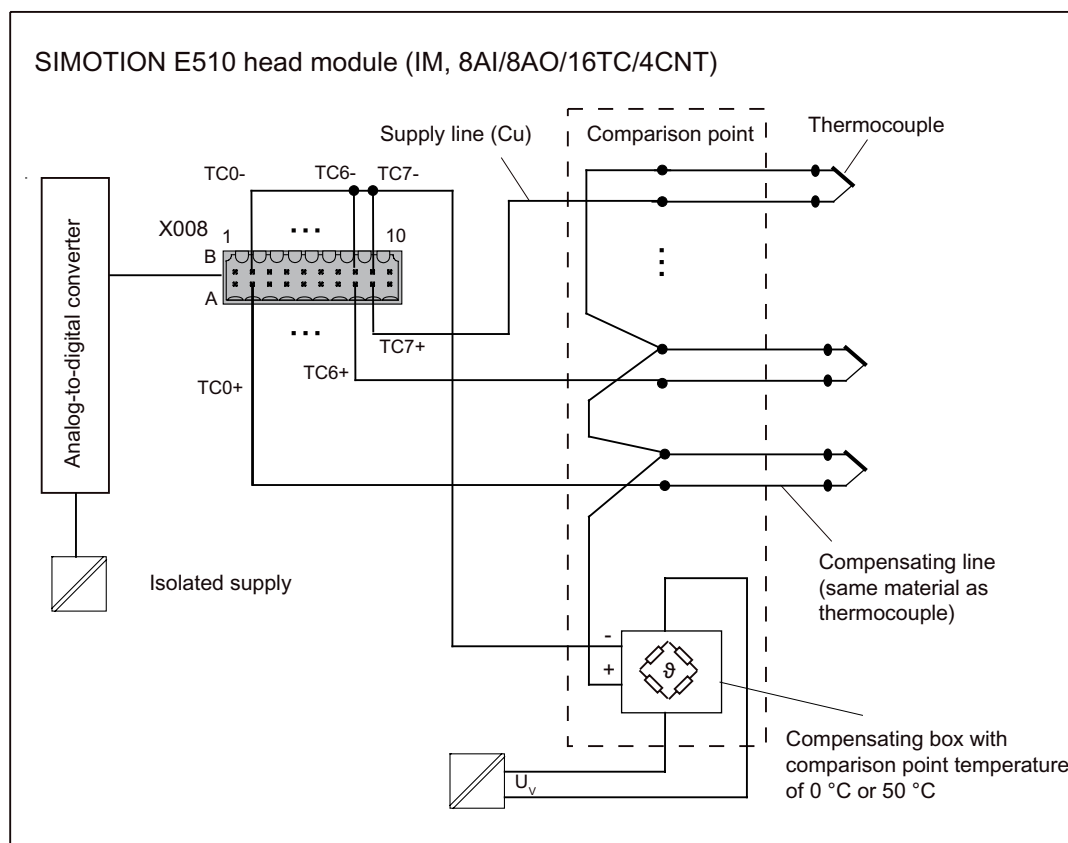 SIMOTION E510 head module (IM, 8AI/8AO/16TC/4CNT)
Supply line (Cu)
Comparison point
Thermocouple
TC0-
TC6-
TC7-
X008
1
...
10
B
A
...
TC7+
TC6+
TC0+
Analog-to-digital converter
Isolated supply
Compensating line
(same material as
thermocouple)
-
+
ϑ
Compensating box with
comparison point temperature
of 0 °C or 50 °C
Uv